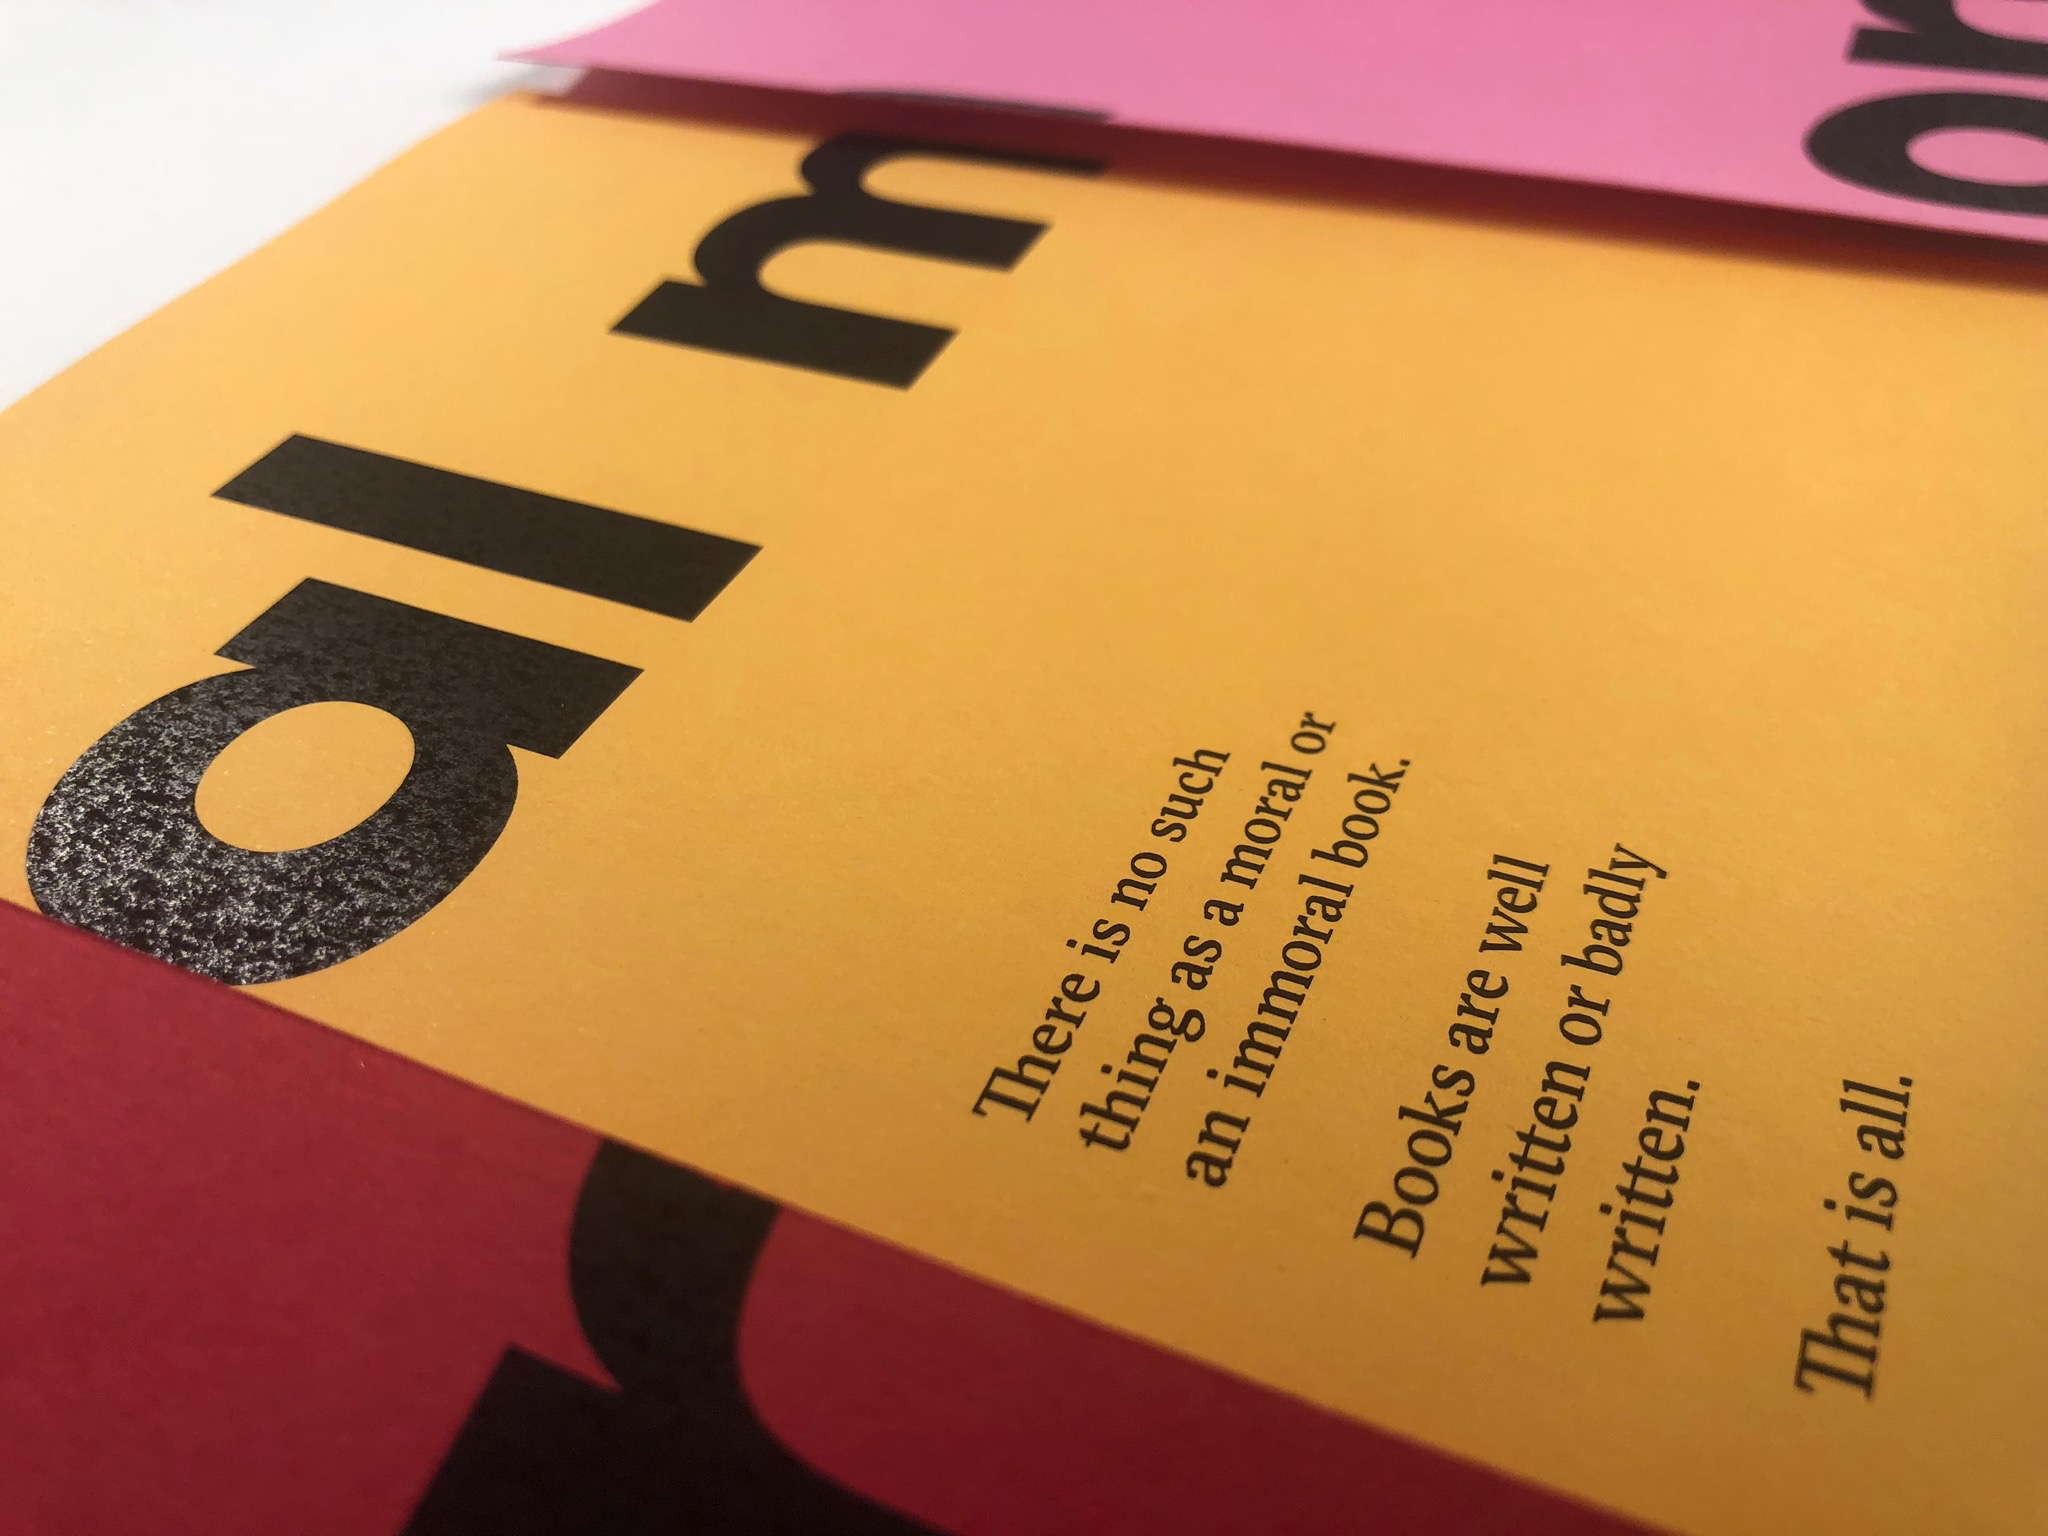 al m
There is no such
thing as a moral or
an immoral book.
Books are well
written or badly
written.
That is all.